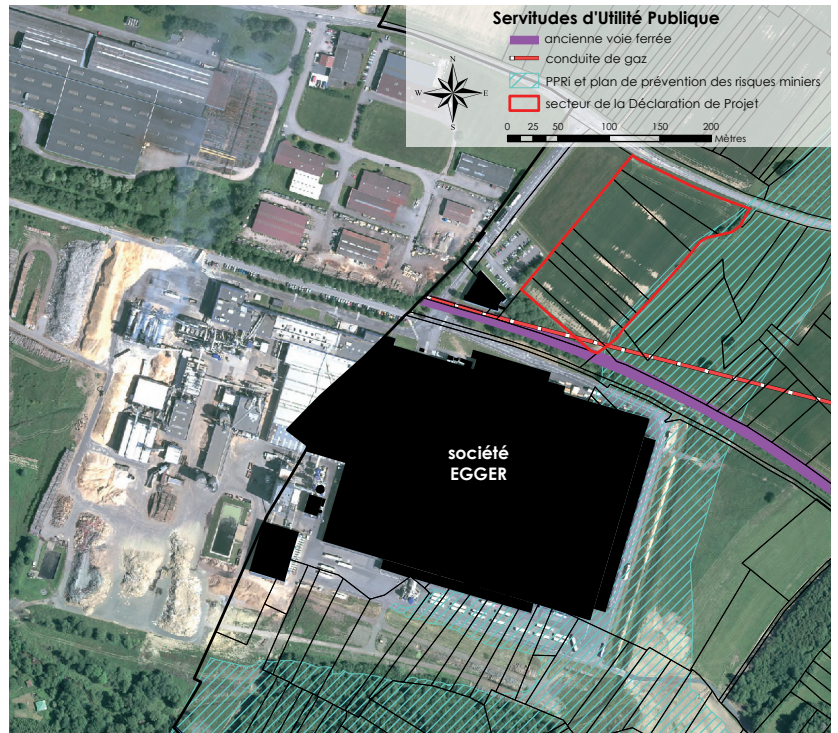 Servitudes d'Utilité Publique
ancienne voie ferrée
conduite de gaz
PPRi et plan de prévention des risques miniers
secteur de la Déclaration de Projet
N
W E
S
0 25 50 100 150 200
Mètres
société
EGGER